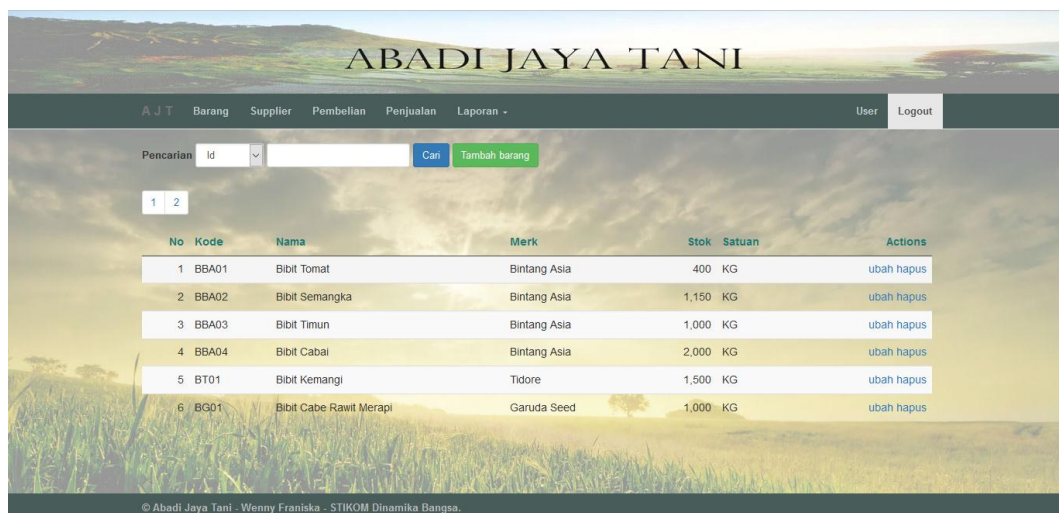 ABADI JAYA TANI
A J T Barang Supplier Pembelian Penjualan Laporan User Logout
Pencarian Id Cari Tambah barang
1 2
No Kode Nama Merk Stok Satuan Actions
1 BBA01 Bibit Tomat Bintang Asia 400 KG ubah hapus
2 BBA02 Bibit Semangka Bintang Asia 1,150 KG ubah hapus
3 BBA03 Bibit Timun Bintang Asia 1,000 KG ubah hapus
4 BBA04 Bibit Cabai Bintang Asia 2,000 KG ubah hapus
5 BT01 Bibit Kemangi Tidore 1,500 KG ubah hapus
6 BG01 Bibit Cabe Rawit Merapi Garuda Seed 1,000 KG ubah hapus
© Abadi Jaya Tani - Wenny Franiska - STIKOM Dinamika Bangsa.